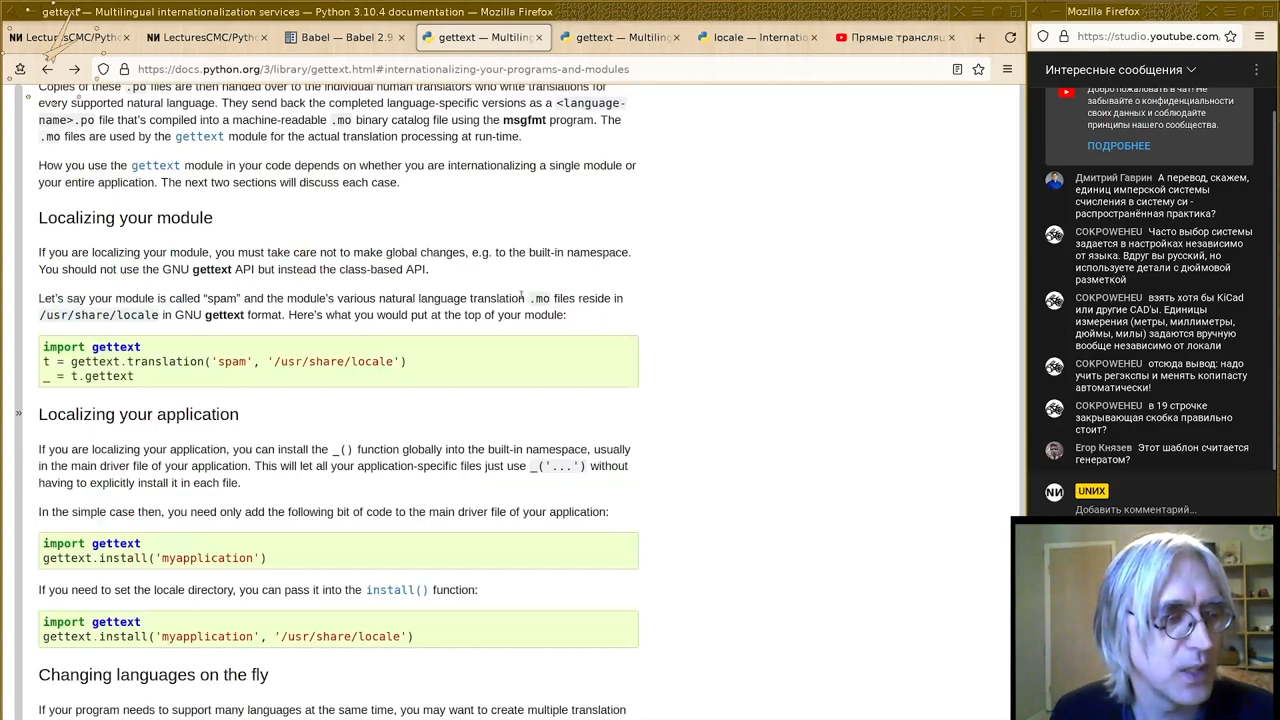 gettext — Multilingual internationalization services — Python 3.10.4 documentation — Mozilla Firefox
Mozilla Firefox
LecturesCMC/Pytho
LecturesCMC/Python
Babel — Babel 2.9
gettext — Multiling
gettext — Multiling
locale — Internatio
Прямые трансляц
https://docs.python.org/3/library/gettext.html#internationalizing-your-programs-and-modules
https://studio.youtube.com/
Copies of these .po files are then handed over to the individual human translators who write translations for
every supported natural language. They send back the completed language-specific versions as a <language-
name>.po file that's compiled into a machine-readable .mo binary catalog file using the msgfmt program. The
.mo files are used by the gettext module for the actual translation processing at run-time.
How you use the gettext module in your code depends on whether you are internationalizing a single module or
your entire application. The next two sections will discuss each case.
Localizing your module
If you are localizing your module, you must take care not to make global changes, e.g. to the built-in namespace.
You should not use the GNU gettext API but instead the class-based API.
Let's say your module is called “spam” and the module's various natural language translation .mo files reside in
/usr/share/locale in GNU gettext format. Here's what you would put at the top of your module:
import gettext
t = gettext.translation('spam', '/usr/share/locale')
_ = t.gettext
»
Localizing your application
If you are localizing your application, you can install the _() function globally into the built-in namespace, usually
in the main driver file of your application. This will let all your application-specific files just use _('...') without
having to explicitly install it in each file.
In the simple case then, you need only add the following bit of code to the main driver file of your application:
import gettext
gettext.install('myapplication')
If you need to set the locale directory, you can pass it into the install() function:
import gettext
gettext.install('myapplication', '/usr/share/locale')
Changing languages on the fly
If your program needs to support many languages at the same time, you may want to create multiple translation
Интересные сообщения
Добро пожаловать в чат! Не
забывайте о конфиденциальности
своих данных и соблюдайте
принципы нашего сообщества.
ПОДРОБНЕЕ
Дмитрий Гаврин А перевод, скажем,
единиц имперской системы
счисления в систему си -
распространённая практика?
COKPOWEHEU Часто выбор системы
задается в настройках независимо
от языка. Вдруг вы русский, но
используете детали с дюймовой
разметкой
COKPOWEHEU взять хотя бы KiCad
или другие CAD'ы. Единицы
измерения (метры, миллиметры,
дюймы, милы) задаются вручную
вообще независимо от локали
COKPOWEHEU отсюда вывод: надо
учить регэкспы и менять копипасту
автоматически!
COKPOWEHEU в 19 строчке
закрывающая скобка правильно
стоит?
Егор Князев Этот шаблон считается
генератом?
UNИX
Добавить комментарий...